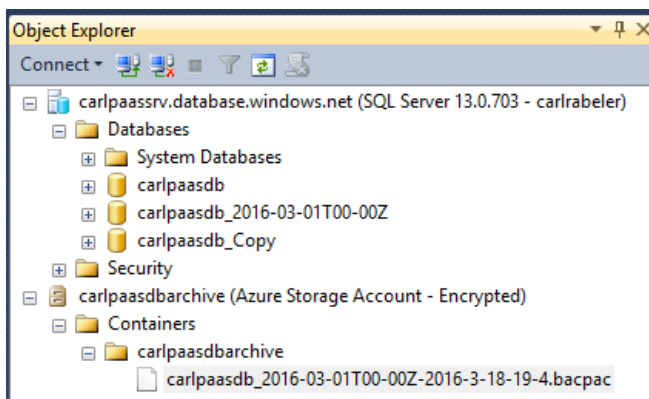 Object Explorer
Connect
carlpaassrv.database.windows.net (SQL Server 13.0.703 - carlrabeler)
Databases
System Databases
carlpaasdb
carlpaasdb_2016-03-01T00-00Z
carlpaasdb_Copy
Security
carlpaasdbarchive (Azure Storage Account - Encrypted)
Containers
carlpaasdbarchive
carlpaasdb_2016-03-01T00-00Z-2016-3-18-19-4.bacpac